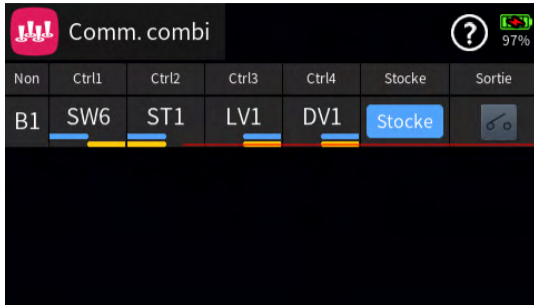 Comm. combi
?
97%
Non Ctrl1 Ctrl2 Ctrl3 Ctrl4 Stocke Sortie
B1 SW6 ST1 LV1 DV1 Stocke